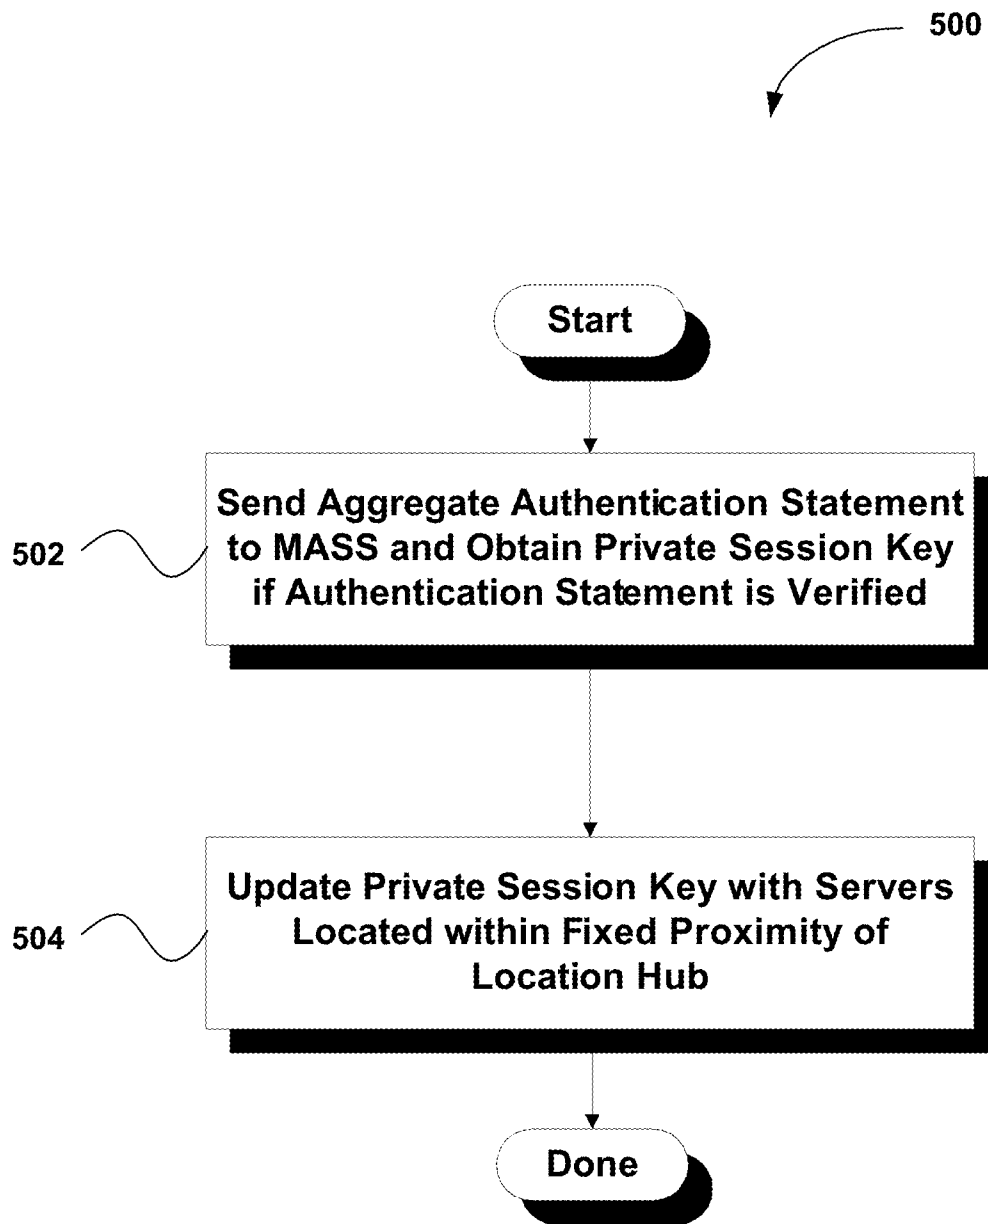 500
Start
502
Send Aggregate Authentication Statement
to MASS and Obtain Private Session Key
if Authentication Statement is Verified
504
Update Private Session Key with Servers
Located within Fixed Proximity of
Location Hub
Done